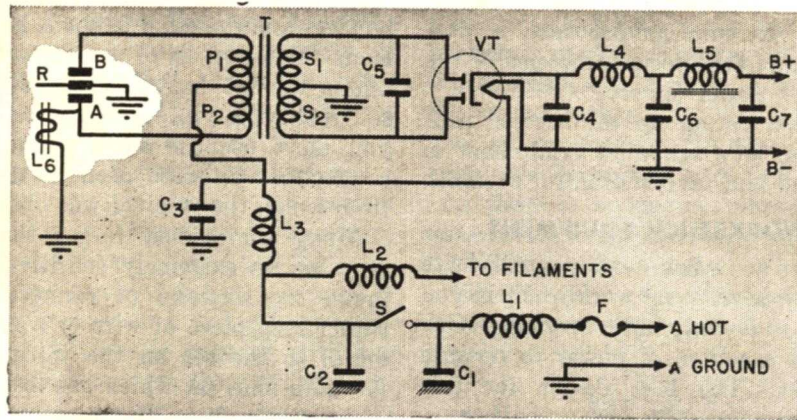 T
VT
L4
L5
B+
P1
S1
C5
B
R
P2
S2
C4
C6
C7
A
L6
B-
C3
L3
L2
TO FILAMENTS
S
L1
F
A HOT
C2
C1
A GROUND